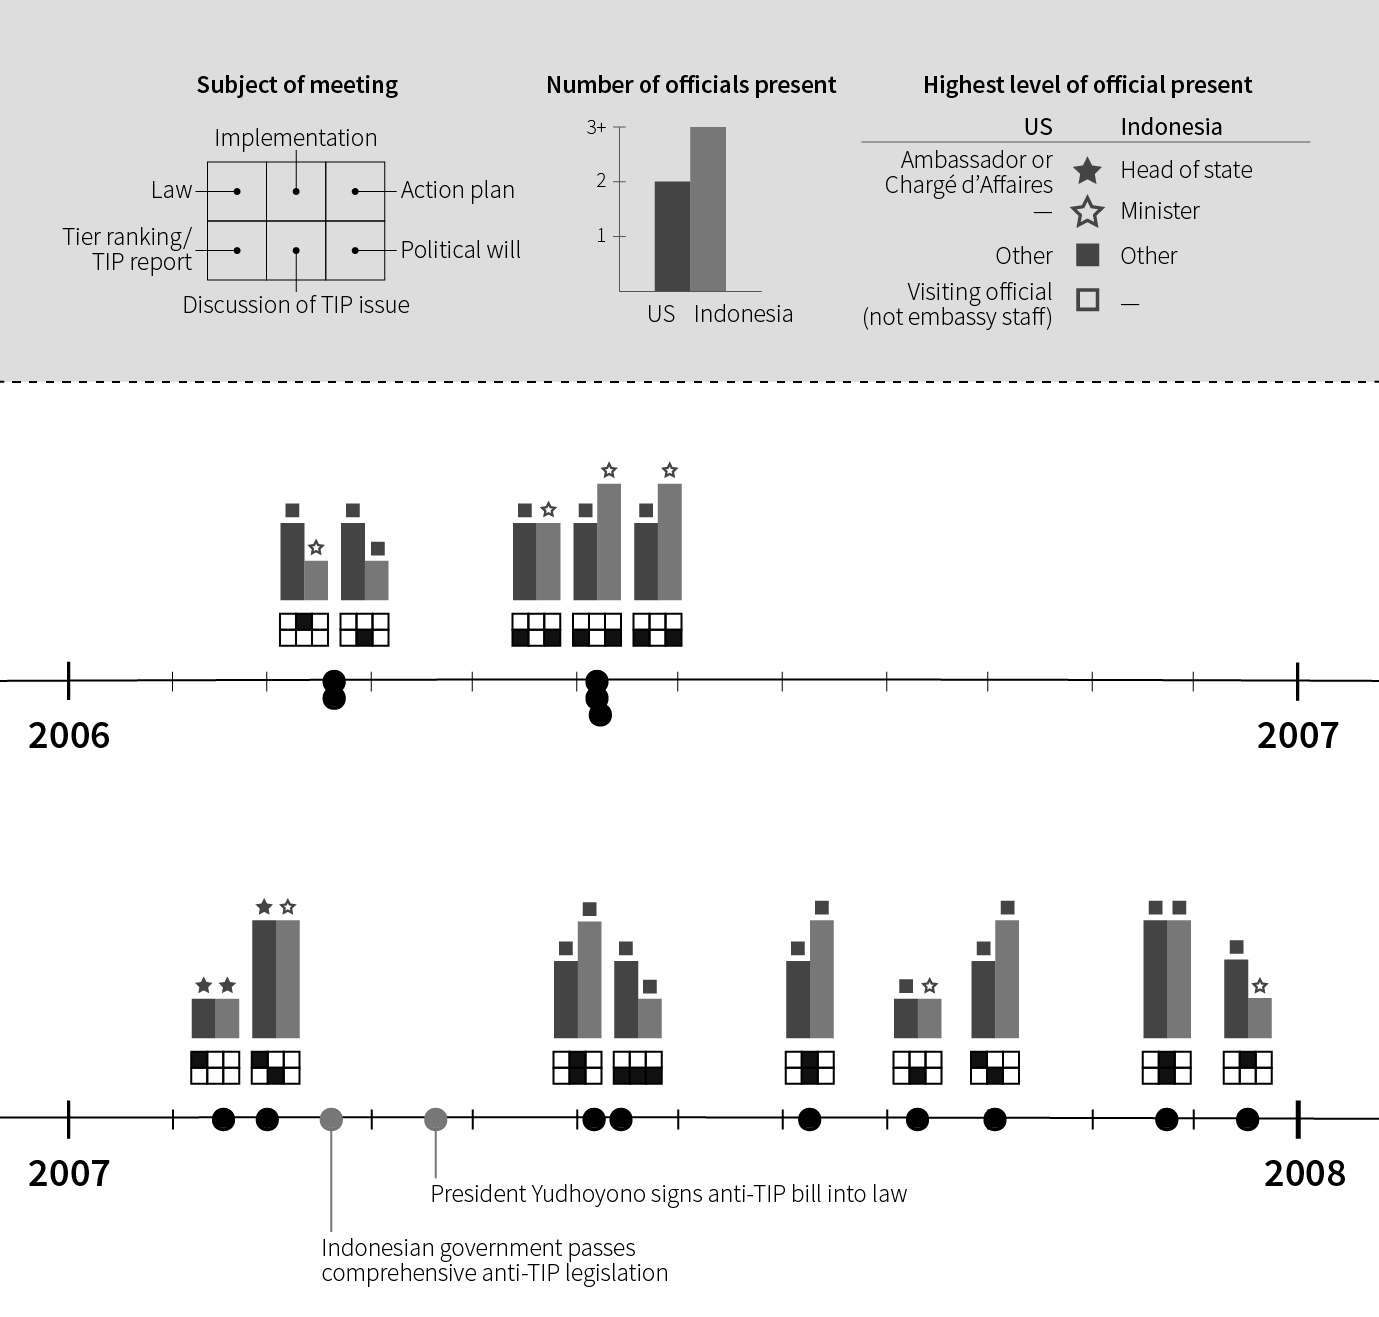 Subject of meeting
Implementation
Law
Action plan
Tier ranking/
TIP report
Political will
Discussion of TIP issue
Number of officials present
3+
2
1
US Indonesia
Highest level of official present
US Indonesia
Ambassador or
Chargé d’Affaires
Head of state
— Minister
Other Other
Visiting official
(not embassy staff)
—
2006
2007
2007
2008
President Yudhoyono signs anti-TIP bill into law
Indonesian government passes
comprehensive anti-TIP legislation